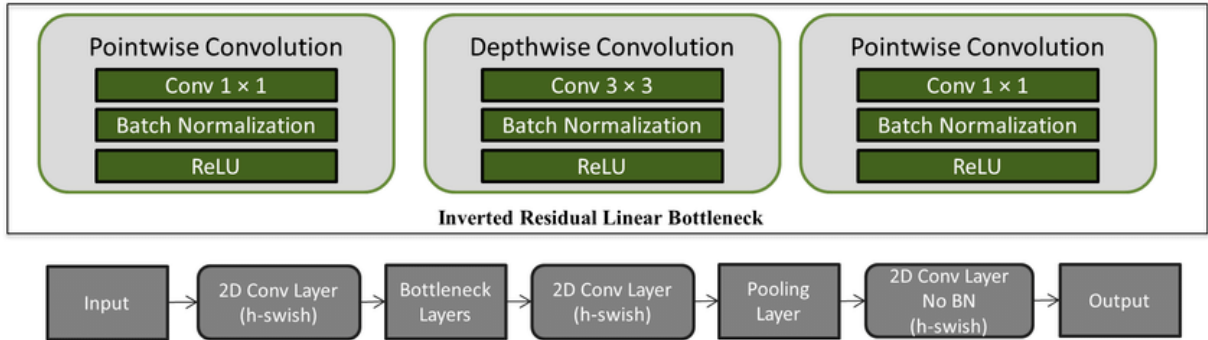 Pointwise Convolution
Conv 1 × 1
Batch Normalization
ReLU
Depthwise Convolution
Conv 3 × 3
Batch Normalization
ReLU
Pointwise Convolution
Conv 1 × 1
Batch Normalization
ReLU
Inverted Residual Linear Bottleneck
Input
2D Conv Layer
(h-swish)
Bottleneck
Layers
2D Conv Layer
(h-swish)
Pooling
Layer
2D Conv Layer
No BN
(h-swish)
Output